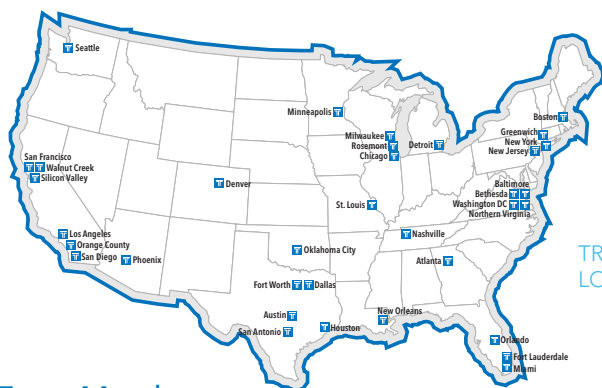 Seattle
Minneapolis
Boston
Milwaukee
Greenwich
Rosemont
Detroit
New York
Chicago
New Jersey
San Francisco
Walnut Creek
Silicon Valley
Denver
Baltimore
Bethesda
St. Louis
Washington DC
Northern Virginia
Los Angeles
Nashville
Orange County
San Diego
Phoenix
Oklahoma City
Atlanta
TR
LO
Fort Worth
Dallas
Austin
New Orleans
San Antonio
Houston
Orlando
Fort Lauderdale
Miami